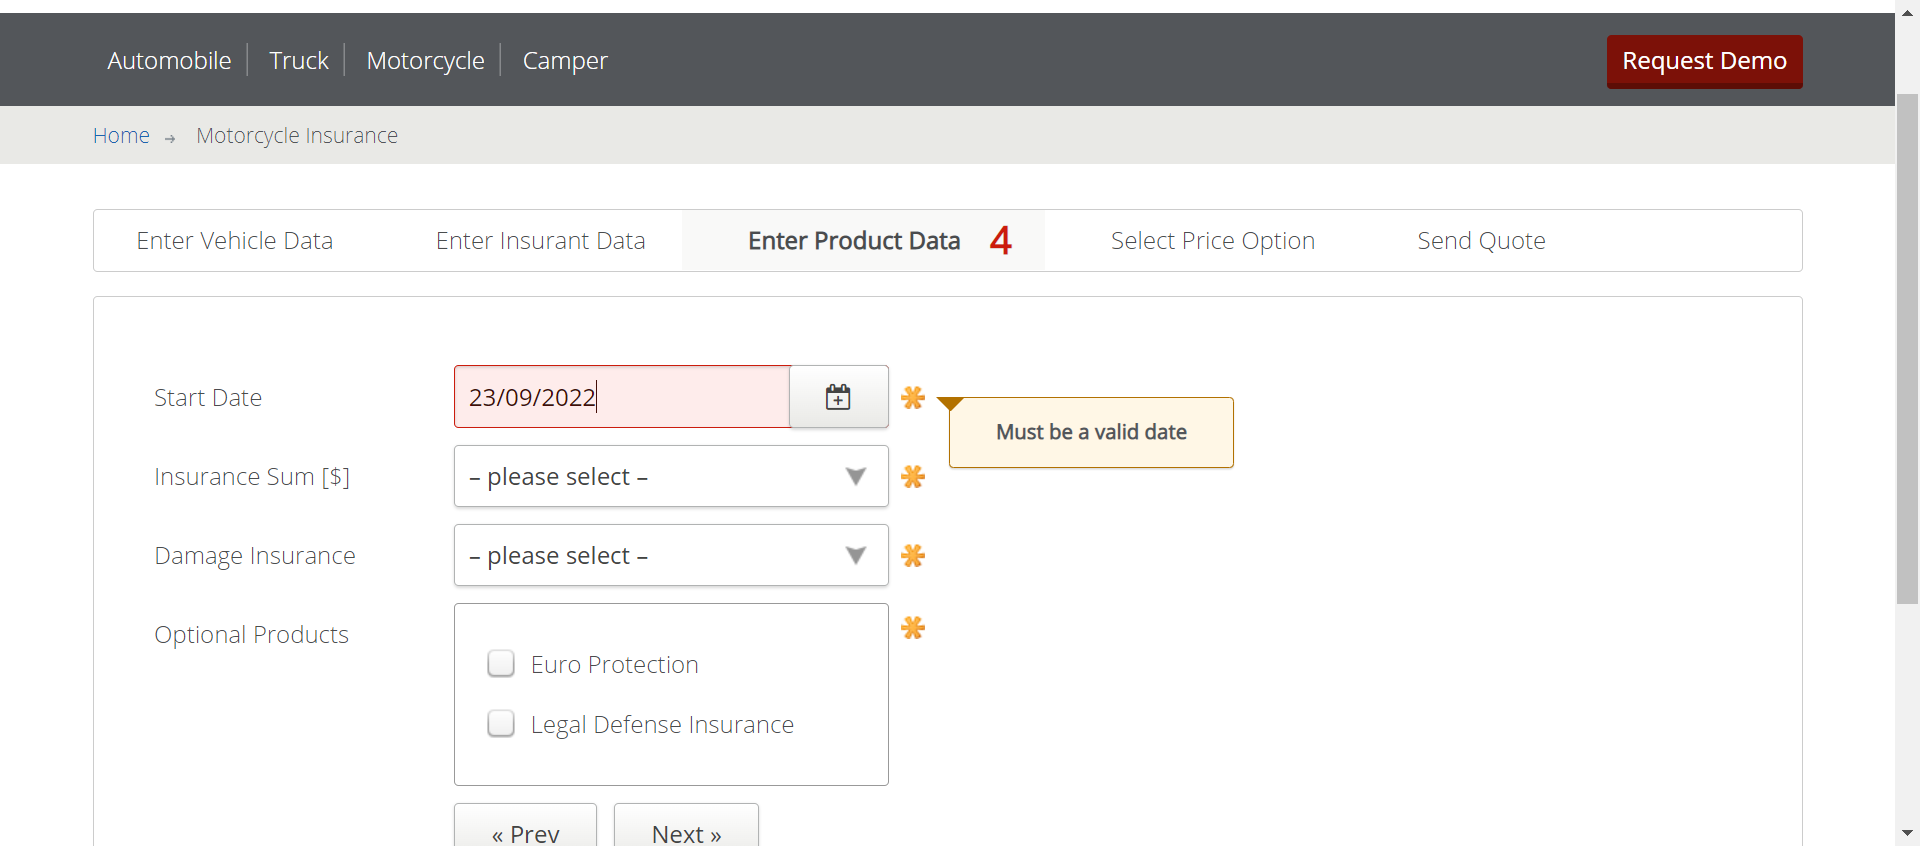 Automobile Truck Motorcycle Camper Request Demo
Home → Motorcycle Insurance
Enter Vehicle Data Enter Insurant Data Enter Product Data 4 Select Price Option Send Quote
Start Date 23/09/2022 Must be a valid date
Insurance Sum [$] – please select –
Damage Insurance – please select –
Optional Products
Euro Protection
Legal Defense Insurance
« Prev Next »